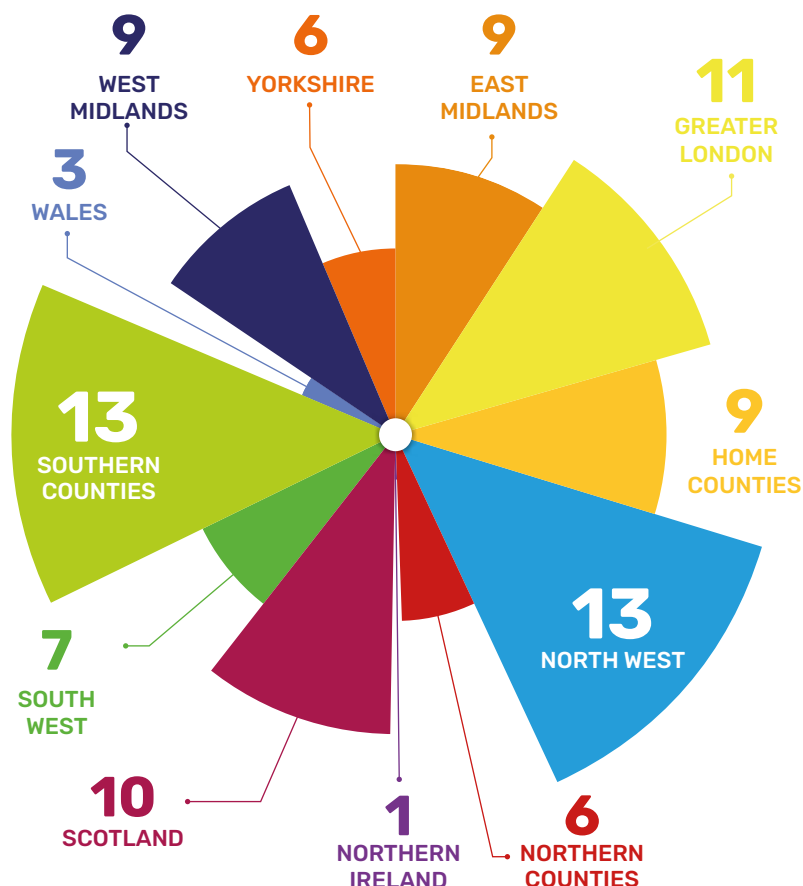 9
WEST
MIDLANDS
6
YORKSHIRE
9
EAST
MIDLANDS
11
GREATER
LONDON
3
WALES
13
SOUTHERN
COUNTIES
9
HOME
COUNTIES
13
NORTH WEST
7
SOUTH
WEST
10
SCOTLAND
1
NORTHERN
IRELAND
6
NORTHERN
COUNTIES